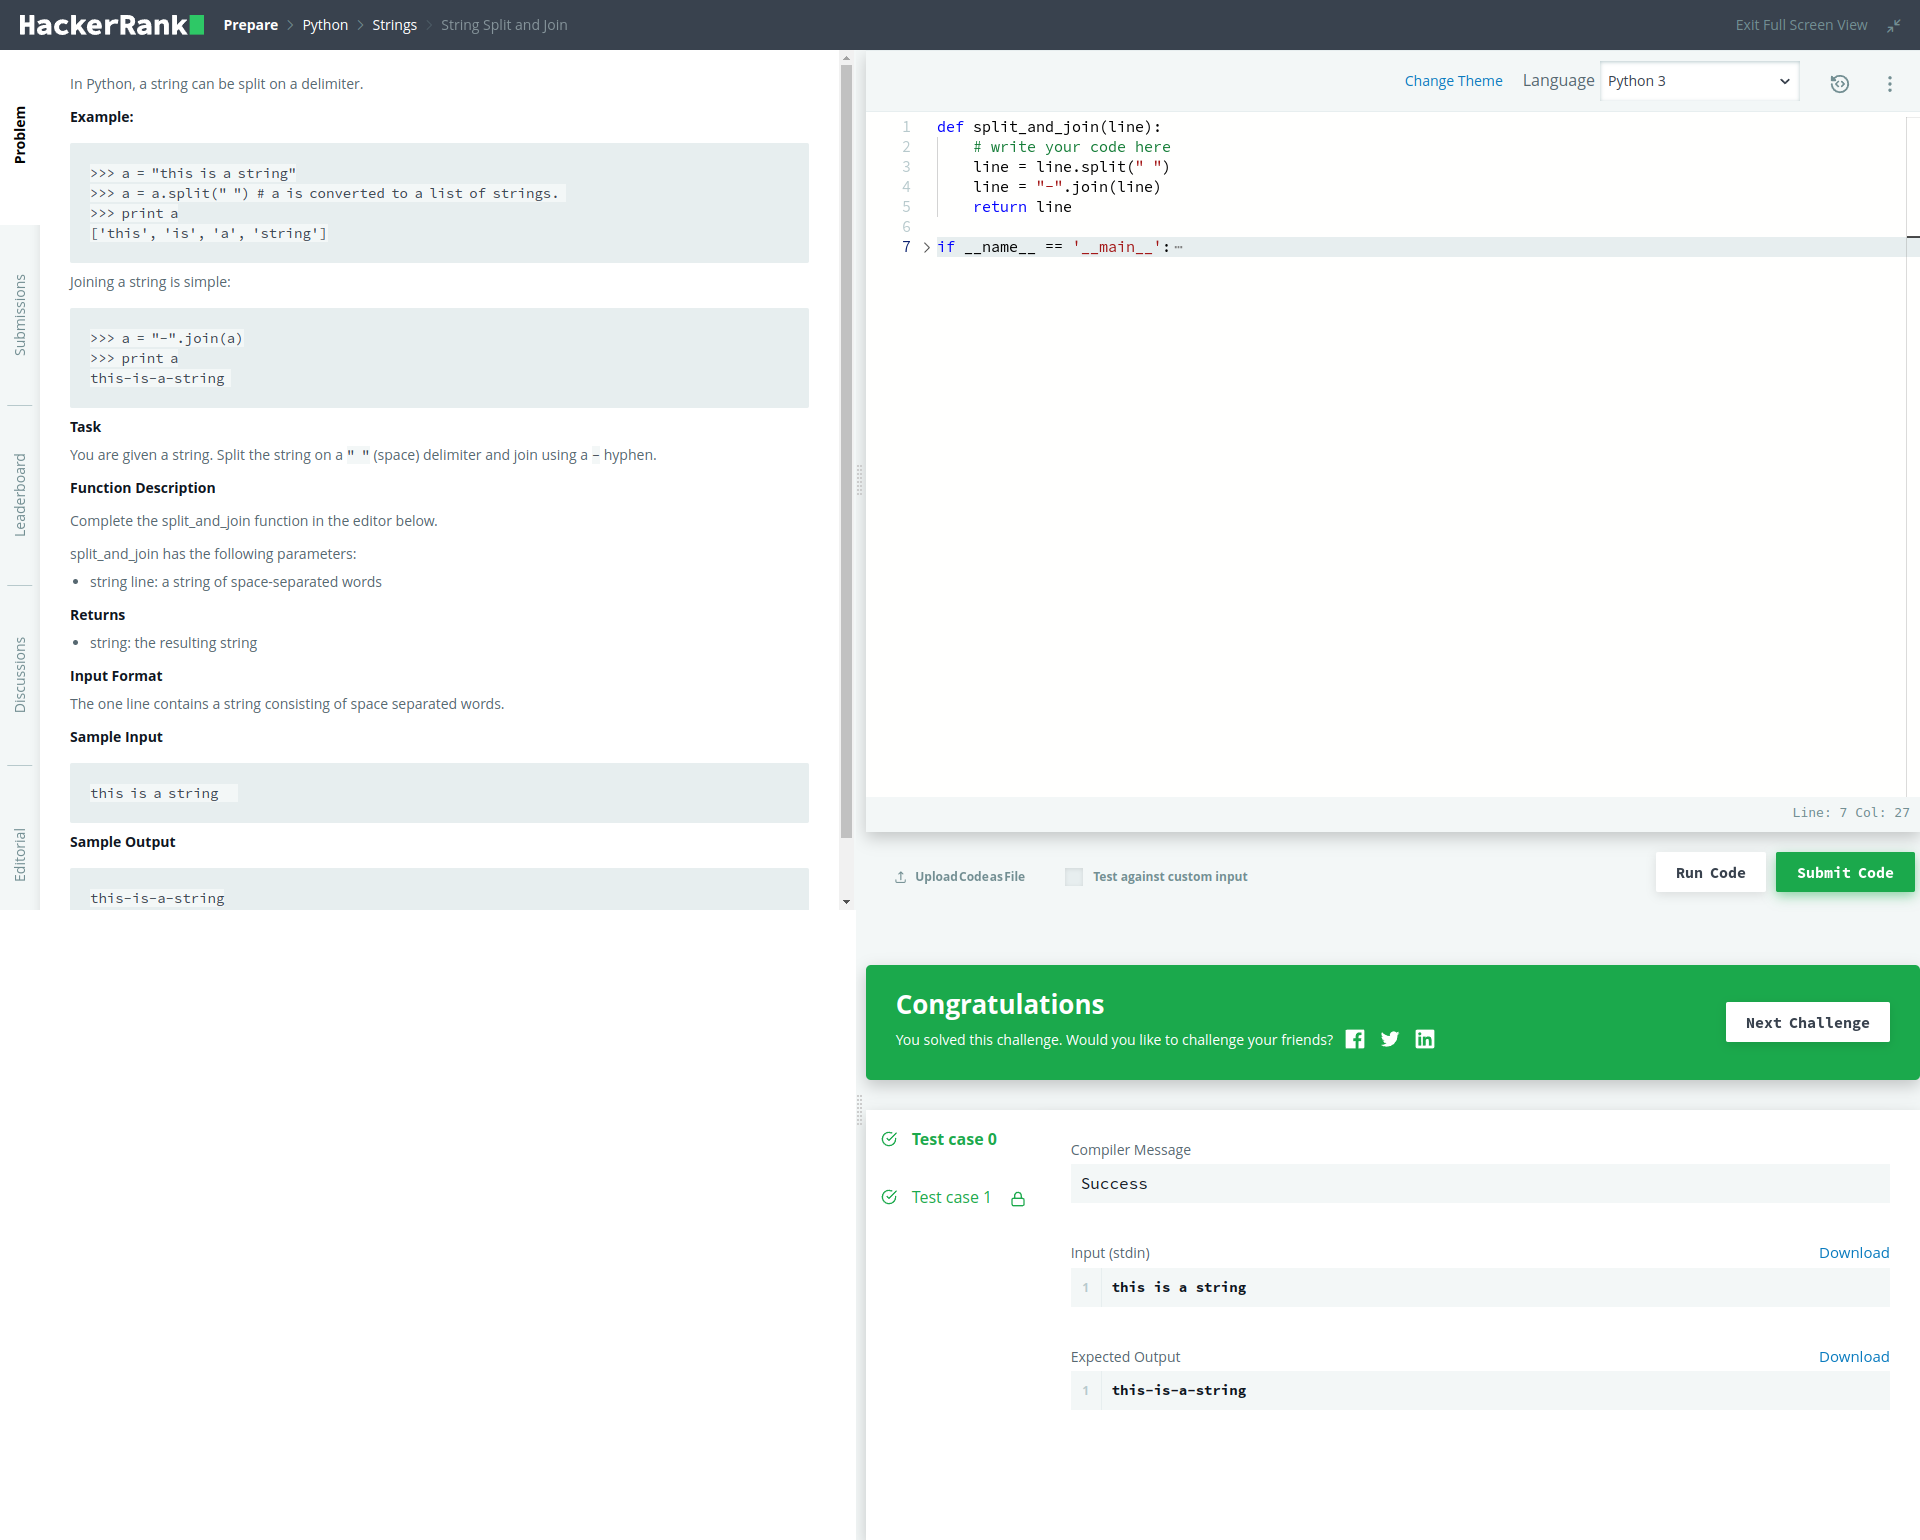 HackerRank Prepare > Python > Strings > String Split and Join Exit Full Screen View
Problem
Submissions
Leaderboard
Discussions
Editorial
In Python, a string can be split on a delimiter.
Example:
>>> a = "this is a string"
>>> a = a.split(" ") # a is converted to a list of strings.
>>> print a
['this', 'is', 'a', 'string']
Joining a string is simple:
>>> a = "-".join(a)
>>> print a
this-is-a-string
Task
You are given a string. Split the string on a " " (space) delimiter and join using a - hyphen.
Function Description
Complete the split_and_join function in the editor below.
split_and_join has the following parameters:
• string line: a string of space-separated words
Returns
• string: the resulting string
Input Format
The one line contains a string consisting of space separated words.
Sample Input
this is a string
Sample Output
this-is-a-string
Change Theme Language Python 3
1 def split_and_join(line):
2     # write your code here
3     line = line.split(" ")
4     line = "-".join(line)
5     return line
6
7 > if __name__ == '__main__':⋯
Line: 7 Col: 27
Upload Code as File Test against custom input Run Code Submit Code
Congratulations
You solved this challenge. Would you like to challenge your friends?
Next Challenge
Test case 0
Test case 1
Compiler Message
Success
Input (stdin) Download
1 this is a string
Expected Output Download
1 this-is-a-string